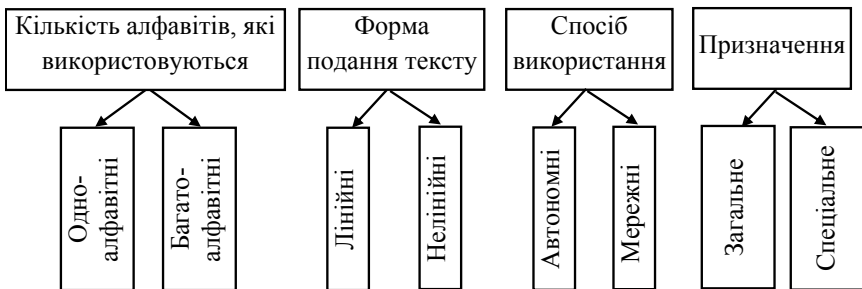 Кількість алфавітів, які
використовуються
Форма
подання тексту
Спосіб
використання
Призначення
Одно-
алфавітні
Багато-
алфавітні
Лінійні
Нелінійні
Автономні
Мережні
Загальне
Спеціальне